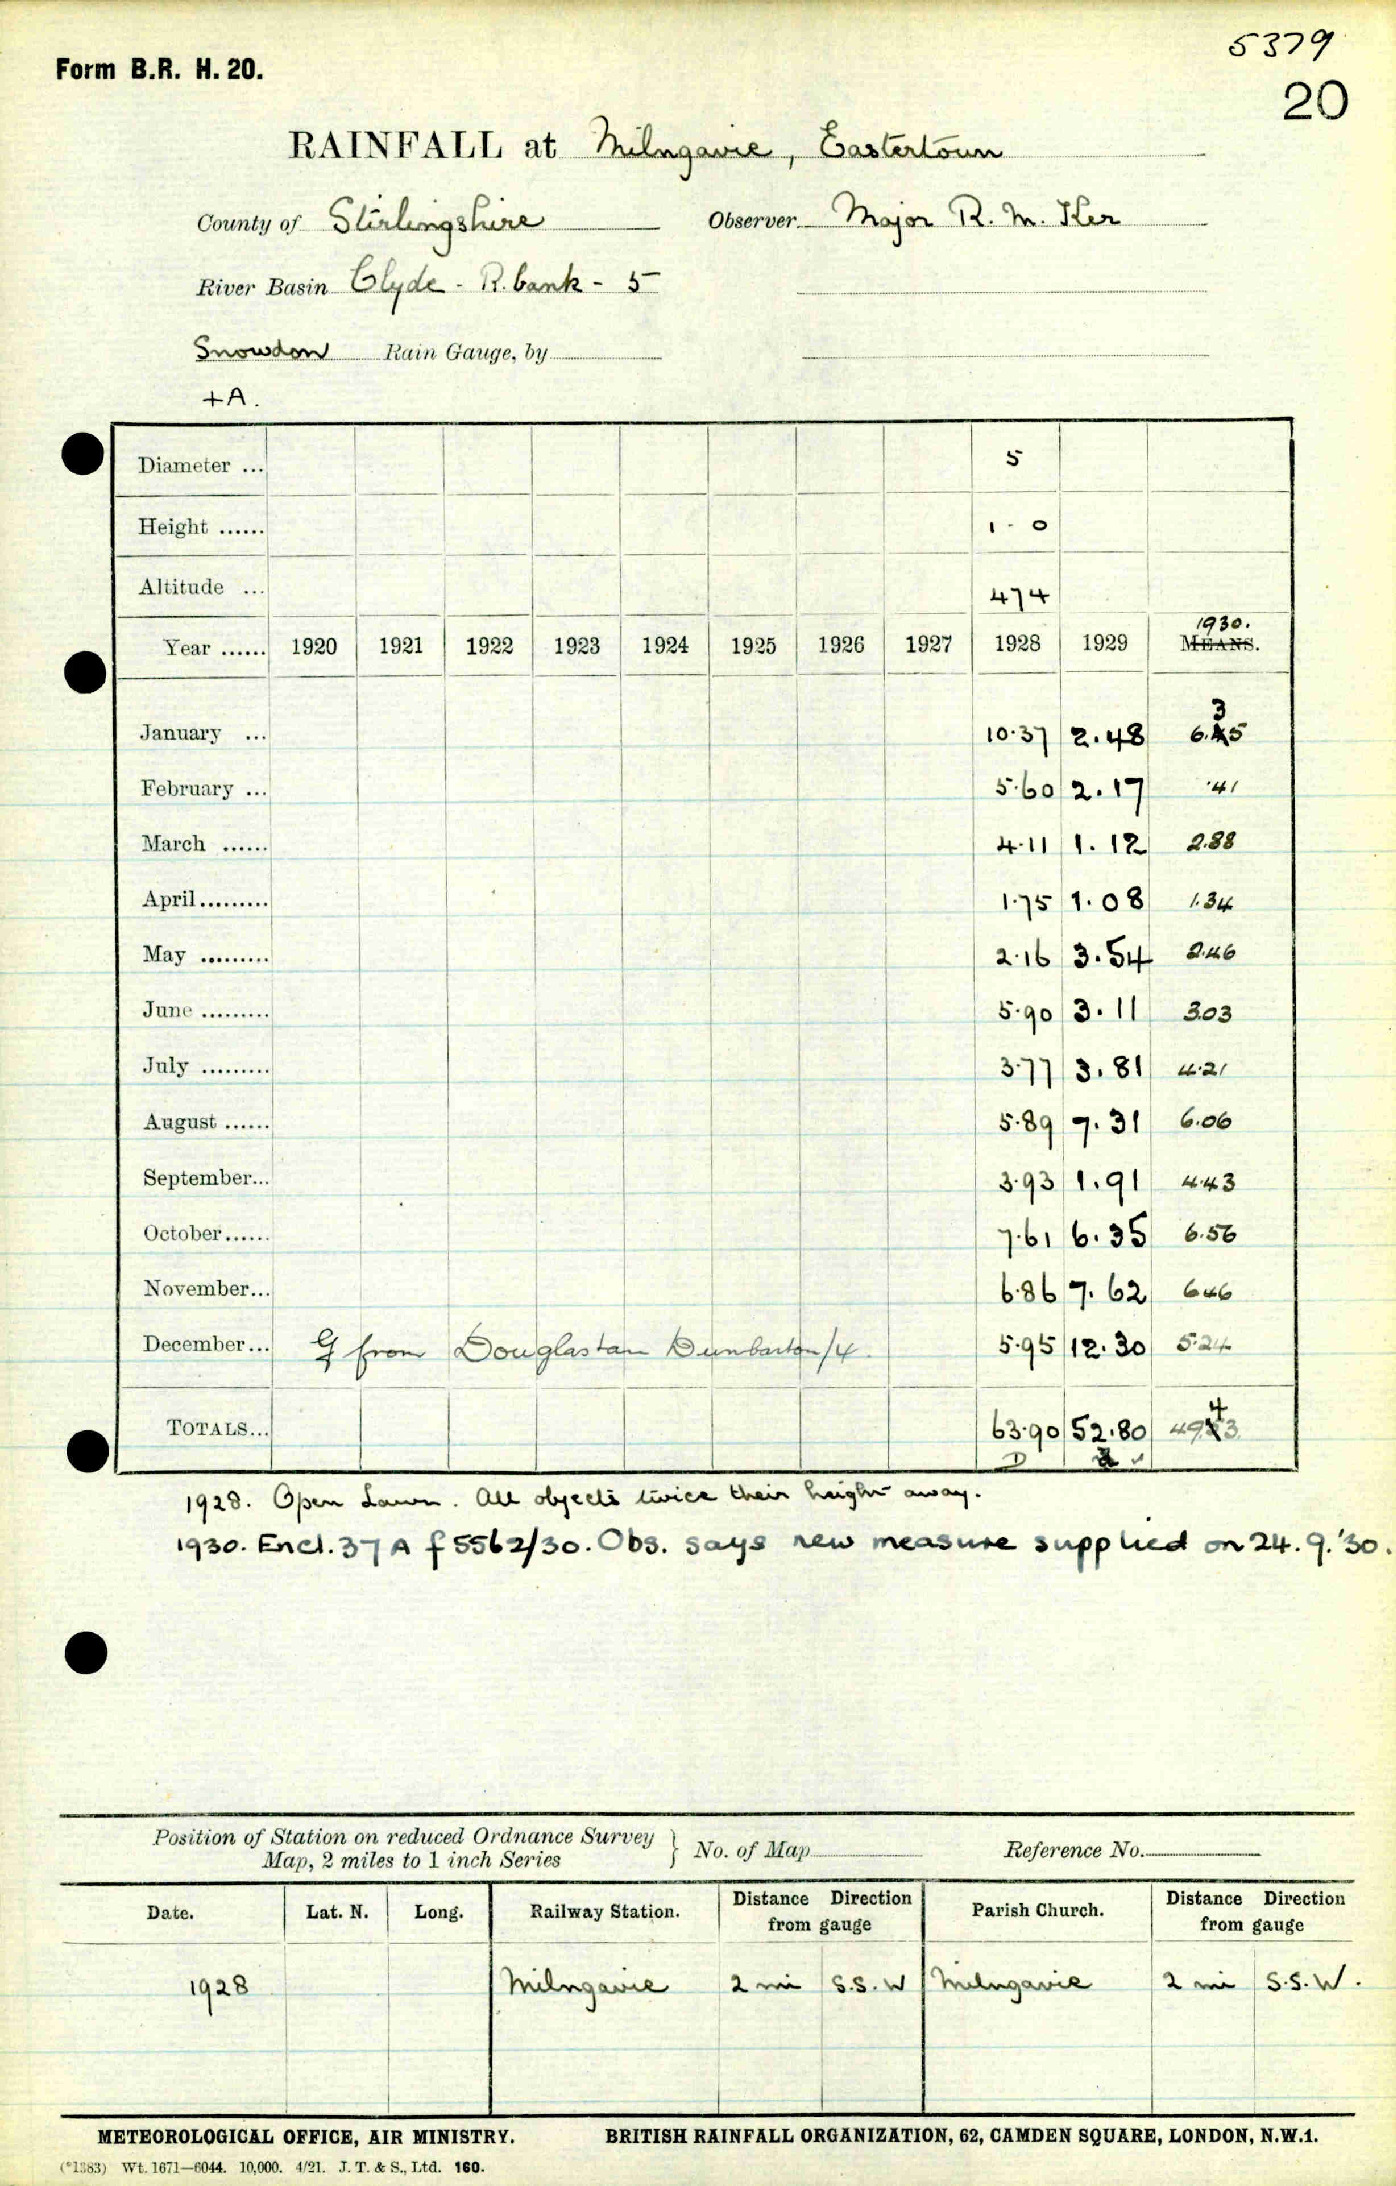 5379
Form B.R. H. 20.
20
RAINFALL at Milngavie, Eastertoun
County of Stirlingshire Observer Major R. M. Ker
River Basin Clyde - R. bank - 5
Snowdon Rain Gauge, by
+A.
Diameter ... 5
Height ...... 1 - 0
Altitude ... 474
1930.
Year ...... 1920 1921 1922 1923 1924 1925 1926 1927 1928 1929 MEANS.
January ... 10.37 2.48 6.35
February ... 5.60 2.17 .41
March ...... 4.11 1.12 2.88
April......... 1.75 1.08 1.34
May ......... 2.16 3.54 2.46
June ......... 5.90 3.11 3.03
July ......... 3.77 3.81 4.21
August ...... 5.89 7.31 6.06
September... 3.93 1.91 4.43
October...... 7.61 6.35 6.56
November... 6.86 7.62 6.46
December... from Douglastan Dunbarton/4. 5.95 12.30 5.24
TOTALS... 63.90 52.80 49.43
D
1928. Open Lawn. All objects twice their height away.
1930. Encl. 37 A f 5562/30. Obs. says new measure supplied on 24.9.'30.
Position of Station on reduced Ordnance Survey
Map, 2 miles to 1 inch Series } No. of Map Reference No.
Date. Lat. N. Long. Railway Station. Distance Direction from gauge Parish Church. Distance Direction from gauge
1928 Milngavie 2 mi S.S.W Milngavie 2 mi S.S.W.
METEOROLOGICAL OFFICE, AIR MINISTRY. BRITISH RAINFALL ORGANIZATION, 62, CAMDEN SQUARE, LONDON, N.W.1.
(*1383) Wt. 1671—6044. 10,000. 4/21. J. T. & S., Ltd. 160.